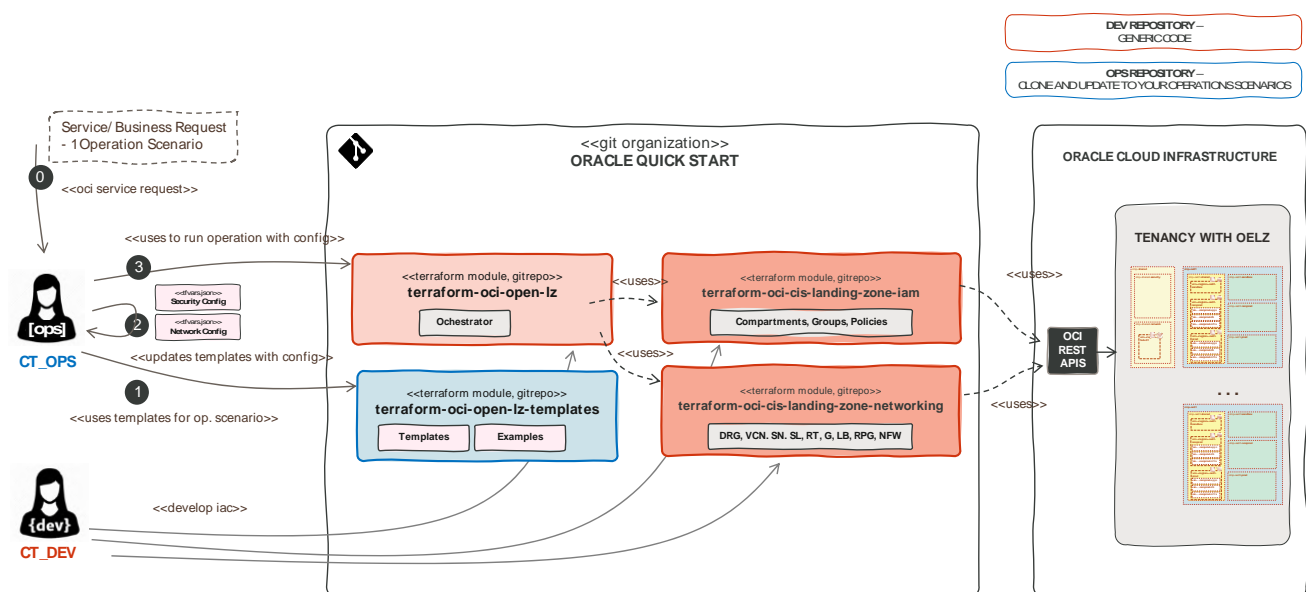 DEV REPOSITORY –
GENERIC CODE
OPS REPOSITORY –
CLONE AND UPDATE TO YOUR OPERATIONS SCENARIOS
Service/ Business Request
- 1Operation Scenario
0
<<oci service request>>
<<git organization>>
ORACLE QUICK START
ORACLE CLOUD INFRASTRUCTURE
TENANCY WITH OELZ
<<uses to run operation with config>>
3
<<tfvars.json>>
Security Config
2
<<tfvars.json>>
Network Config
[ops]
CT_OPS
<<updates templates with config>>
1
<<uses templates for op. scenario>>
<<terraform module, gitrepo>>
terraform-oci-open-lz
Ochestrator
<<uses>>
<<uses>>
<<terraform module, gitrepo>>
terraform-oci-cis-landing-zone-iam
Compartments, Groups, Policies
<<terraform module, gitrepo>>
terraform-oci-open-lz-templates
Templates
Examples
<<terraform module, gitrepo>>
terraform-oci-cis-landing-zone-networking
DRG, VCN. SN. SL, RT, G, LB, RPG, NFW
<<uses>>
<<uses>>
OCI
REST
APIS
...
{dev}
CT_DEV
<<develop iac>>